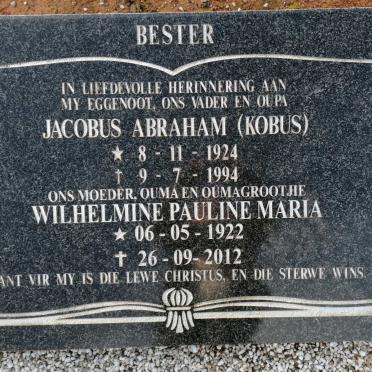 BESTER
IN LIEFDEVOLLE HERINNERING AAN
MY EGGENOOT, ONS VADER EN OUPA
JACOBUS ABRAHAM (KOBUS)
★ 8 - 11 - 1924
† 9 - 7 - 1994
ONS MOEDER, OUMA EN OUMAGROOTJIE
WILHELMINE PAULINE MARIA
★ 06 - 05 - 1922
† 26 - 09 - 2012
ANT VIR MY IS DIE LEWE CHRISTUS, EN DIE STERWE WINS